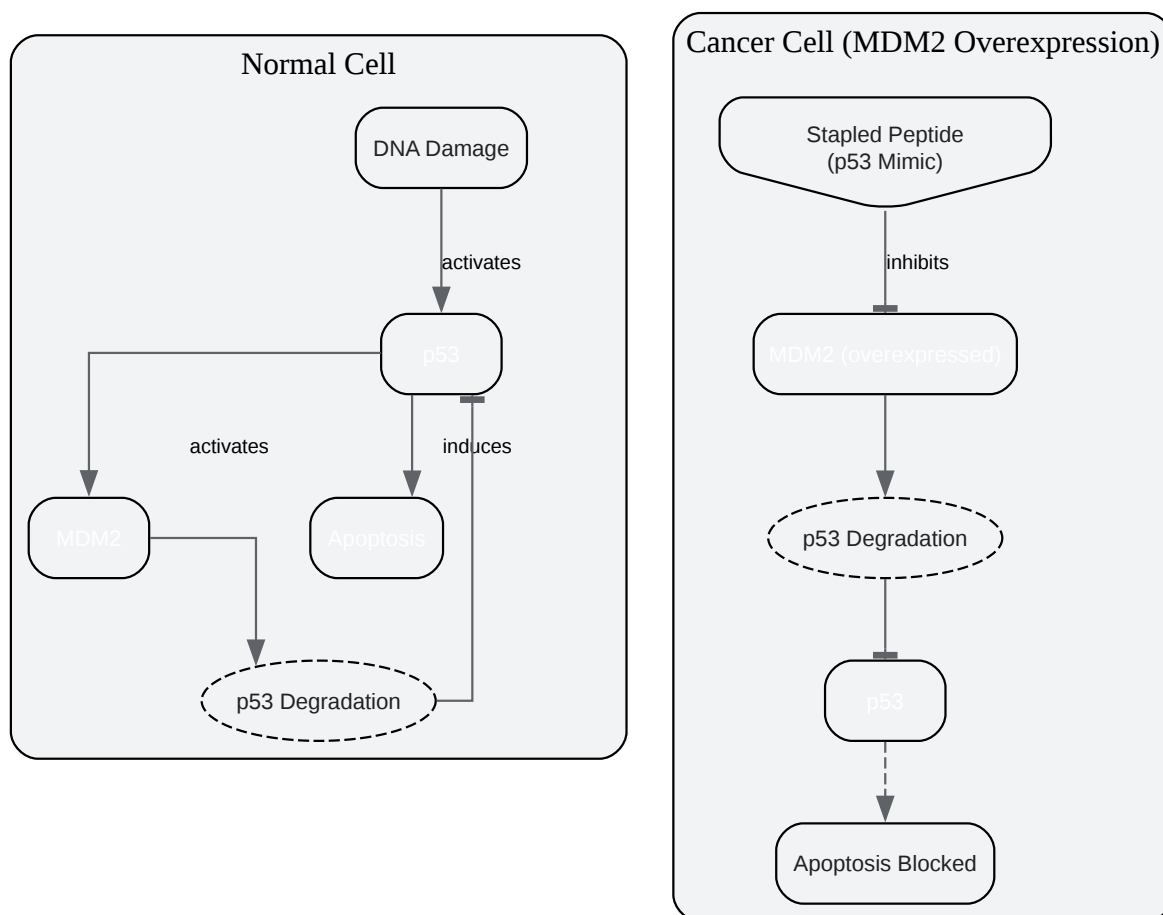 Normal Cell
DNA Damage
activates
p53
activates
induces
MDM2
Apoptosis
p53 Degradation
Cancer Cell (MDM2 Overexpression)
Stapled Peptide
(p53 Mimic)
inhibits
MDM2 (overexpressed)
p53 Degradation
p53
Apoptosis Blocked